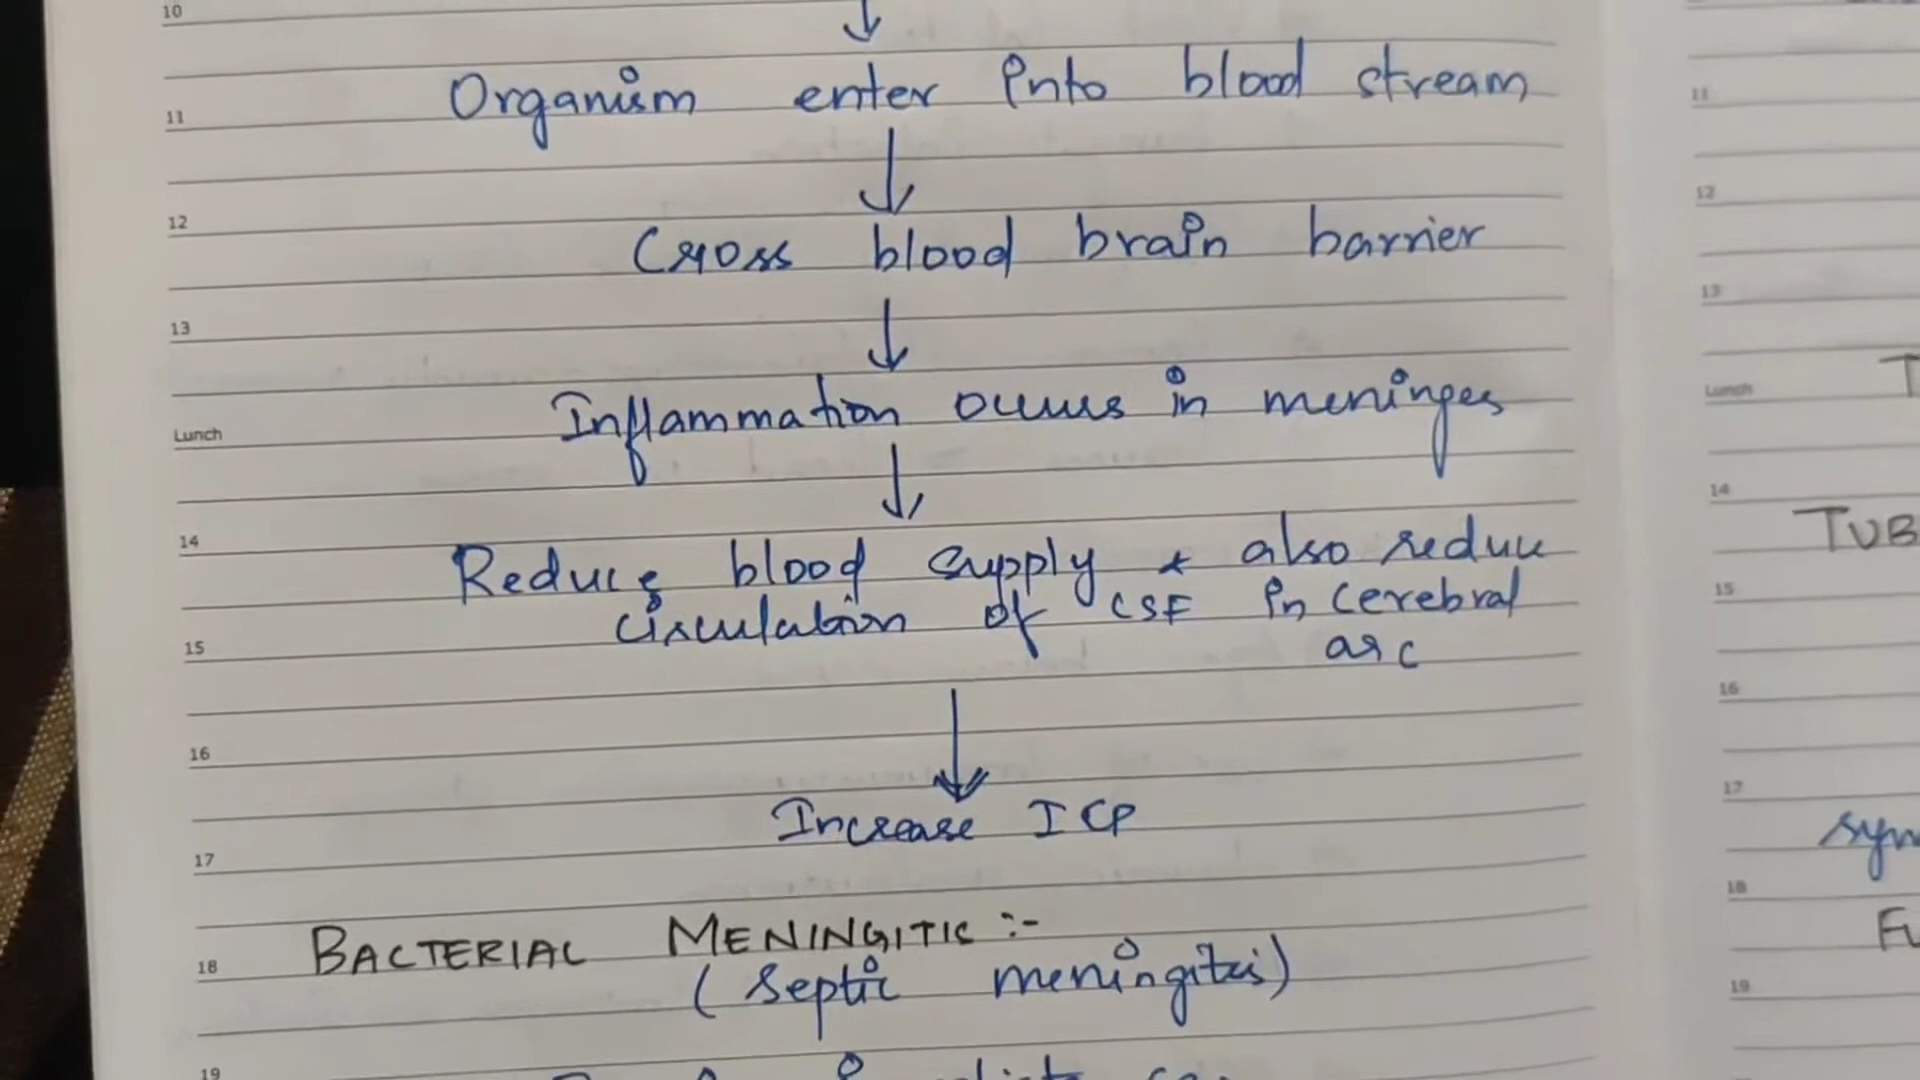 10
↓
11 Organism enter into blood stream
↓
12 Cross blood brain barrier
↓
13
Lunch Inflammation occurs in meninges
↓
14 Reduce blood supply & also reduce
15 circulation of CSF in cerebral
arc
↓
16
Increase ICP
17
18 BACTERIAL MENINGITIS :-
(Septic meningitis)
19
11
12
13
Lunch
14
TUB
15
16
17
18
19